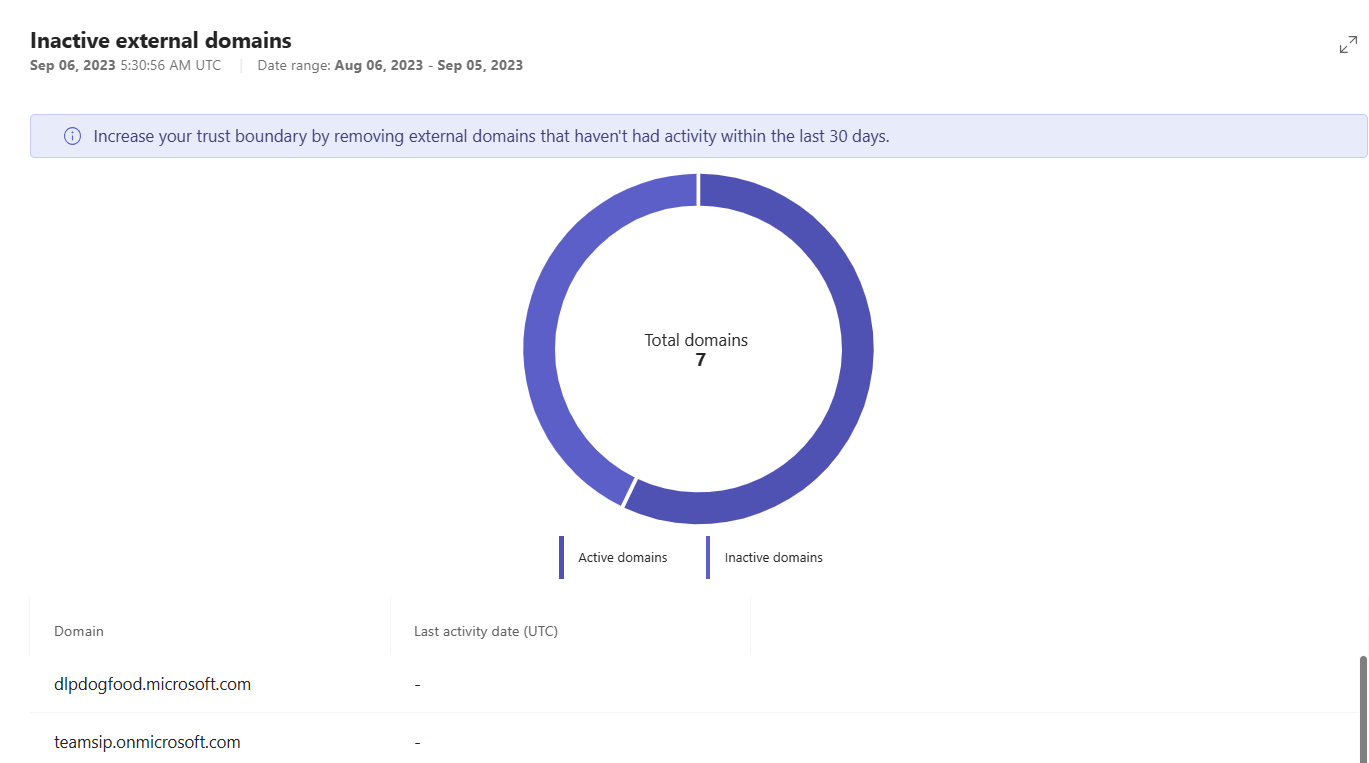 Inactive external domains
Sep 06, 2023 5:30:56 AM UTC | Date range: Aug 06, 2023 - Sep 05, 2023
Increase your trust boundary by removing external domains that haven't had activity within the last 30 days.
Total domains
7
Active domains Inactive domains
Domain Last activity date (UTC)
dlpdogfood.microsoft.com -
teamsip.onmicrosoft.com -